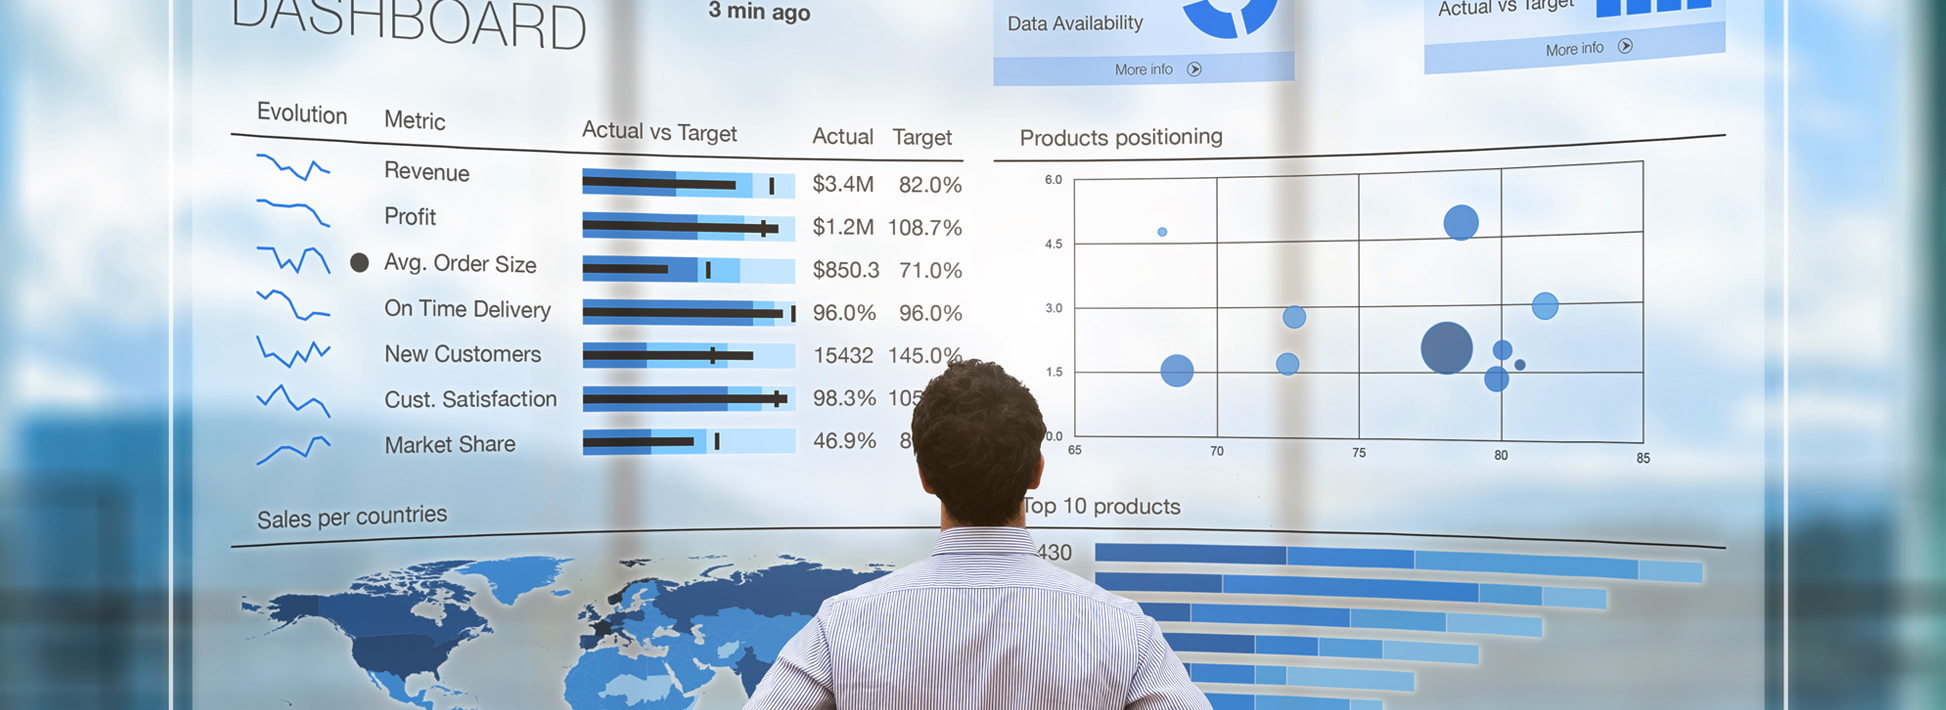 DASHBOARD
3 min ago
Data Availability
More info
Actual vs Target
More info
Evolution Metric Actual vs Target Actual Target
Revenue $3.4M 82.0%
Profit $1.2M 108.7%
Avg. Order Size $850.3 71.0%
On Time Delivery 96.0% 96.0%
New Customers 15432 145.0%
Cust. Satisfaction 98.3%
Market Share 46.9%
Products positioning
6.0
4.5
3.0
1.5
0.0
65 70 75 80 85
Sales per countries
Top 10 products
430